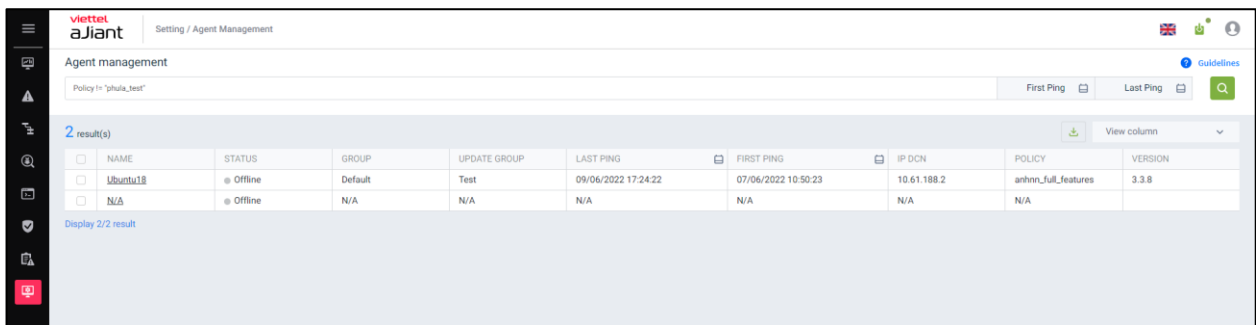 viettel
aJiant
Setting / Agent Management
Agent management
Guidelines
Policy != "phula_test"
First Ping
Last Ping
2 result(s)
View column
NAME STATUS GROUP UPDATE GROUP LAST PING FIRST PING IP DCN POLICY VERSION
Ubuntu18 Offline Default Test 09/06/2022 17:24:22 07/06/2022 10:50:23 10.61.188.2 anhnn_full_features 3.3.8
N/A Offline N/A N/A N/A N/A N/A N/A
Display 2/2 result